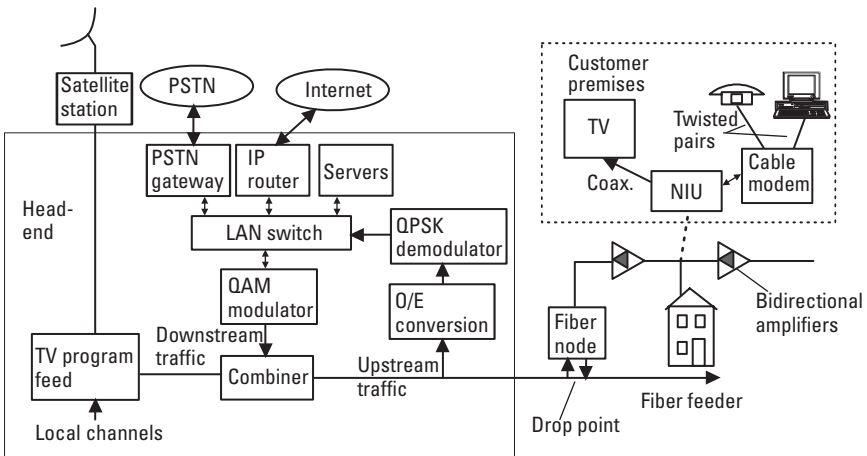 Satellite
station
PSTN
Internet
Head-
end
PSTN
gateway
IP
router
Servers
LAN switch
QPSK
demodulator
QAM
modulator
O/E
conversion
Downstream
traffic
TV program
feed
Combiner
Upstream
traffic
Local channels
Customer
premises
TV
Twisted
pairs
Coax.
NIU
Cable
modem
Bidirectional
amplifiers
Fiber
node
Drop point
Fiber feeder